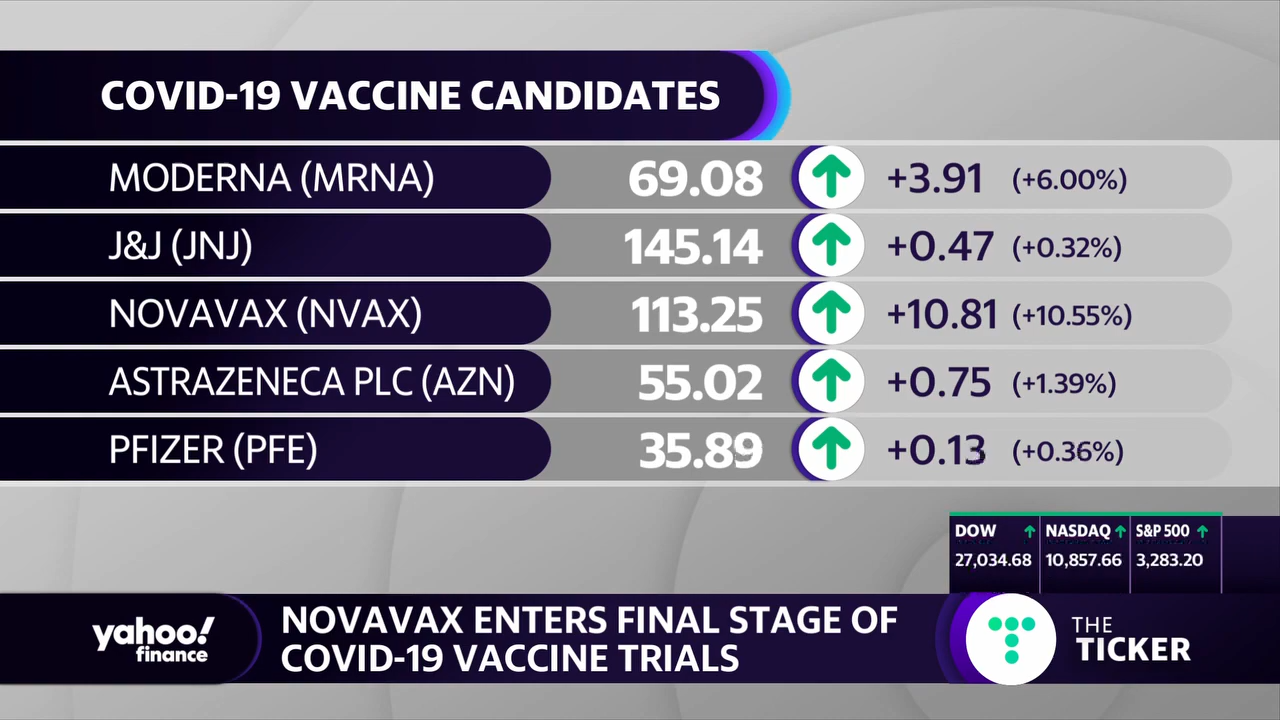 COVID-19 VACCINE CANDIDATES
MODERNA (MRNA) 69.08 +3.91 (+6.00%)
J&J (JNJ) 145.14 +0.47 (+0.32%)
NOVAVAX (NVAX) 113.25 +10.81 (+10.55%)
ASTRAZENECA PLC (AZN) 55.02 +0.75 (+1.39%)
PFIZER (PFE) 35.89 +0.13 (+0.36%)
DOW NASDAQ S&P 500
27,034.68 10,857.66 3,283.20
yahoo! finance
NOVAVAX ENTERS FINAL STAGE OF
COVID-19 VACCINE TRIALS
THE
TICKER